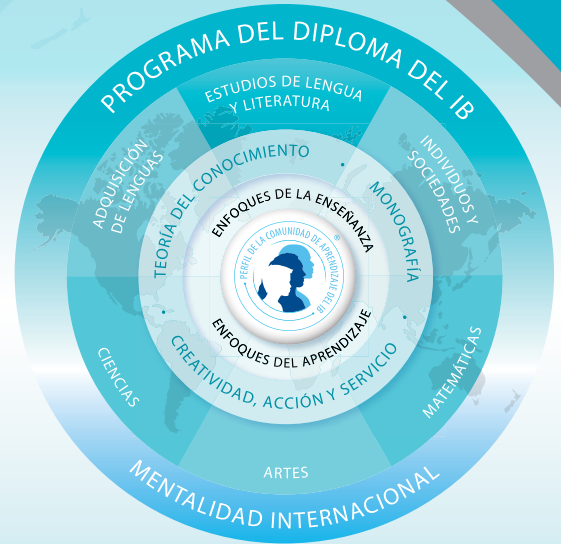 PROGRAMA DEL DIPLOMA DEL IB
ESTUDIOS DE LENGUA
Y LITERATURA
ADQUISICIÓN
DE LENGUAS
INDIVIDUOS Y
SOCIEDADES
TEORÍA DEL CONOCIMIENTO
MONOGRAFÍA
ENFOQUES DE LA ENSEÑANZA
PERFIL DE LA COMUNIDAD DE APRENDIZAJE DEL IB
®
ENFOQUES DEL APRENDIZAJE
CREATIVIDAD, ACCIÓN Y SERVICIO
CIENCIAS
MATEMÁTICAS
ARTES
MENTALIDAD INTERNACIONAL